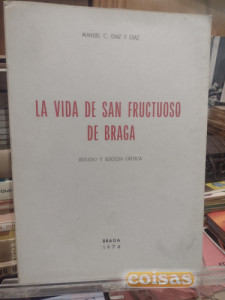 MANUEL C. DIAZ Y DIAZ
LA VIDA DE SAN FRUCTUOSO
DE BRAGA
ESTUDIO Y EDICION CRITICA
BRAGA
1974
coisas